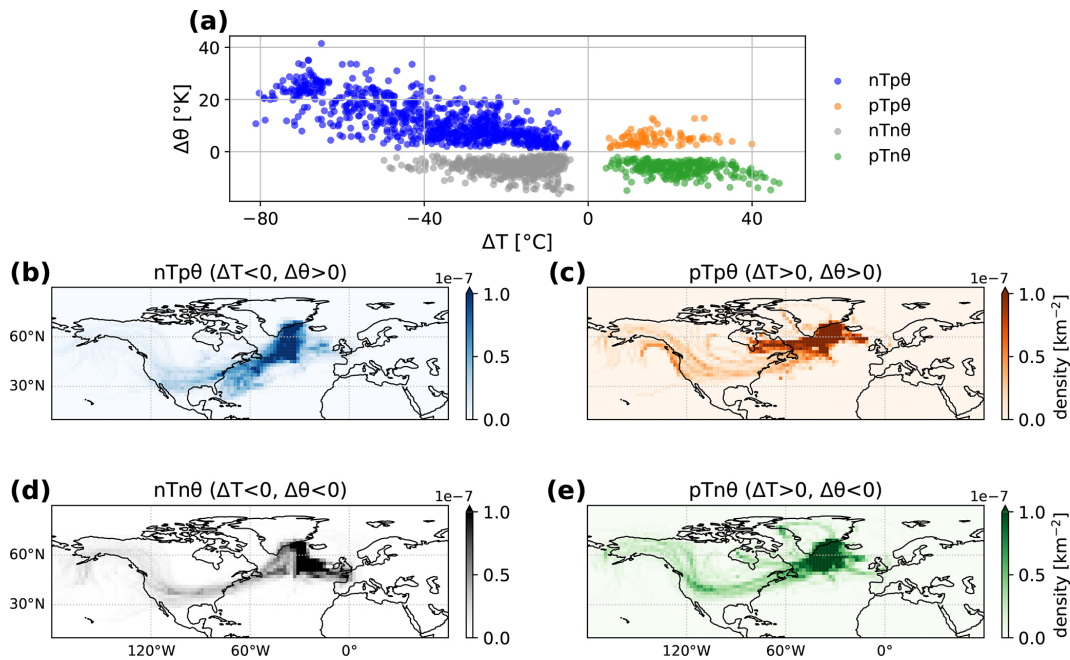 (a)
40
20
0
Δθ [°K]
−80
−40
0
40
ΔT [°C]
nTpθ
pTpθ
nTnθ
pTnθ
(b)
nTpθ (ΔT<0, Δθ>0)
1e-7
60°N
30°N
1.0
0.5
0.0
(c)
pTpθ (ΔT>0, Δθ>0)
1e-7
1.0
0.5
0.0
density [km⁻²]
(d)
nTnθ (ΔT<0, Δθ<0)
1e-7
60°N
30°N
120°W
60°W
0°
1.0
0.5
0.0
(e)
pTnθ (ΔT>0, Δθ<0)
1e-7
120°W
60°W
0°
1.0
0.5
0.0
density [km⁻²]